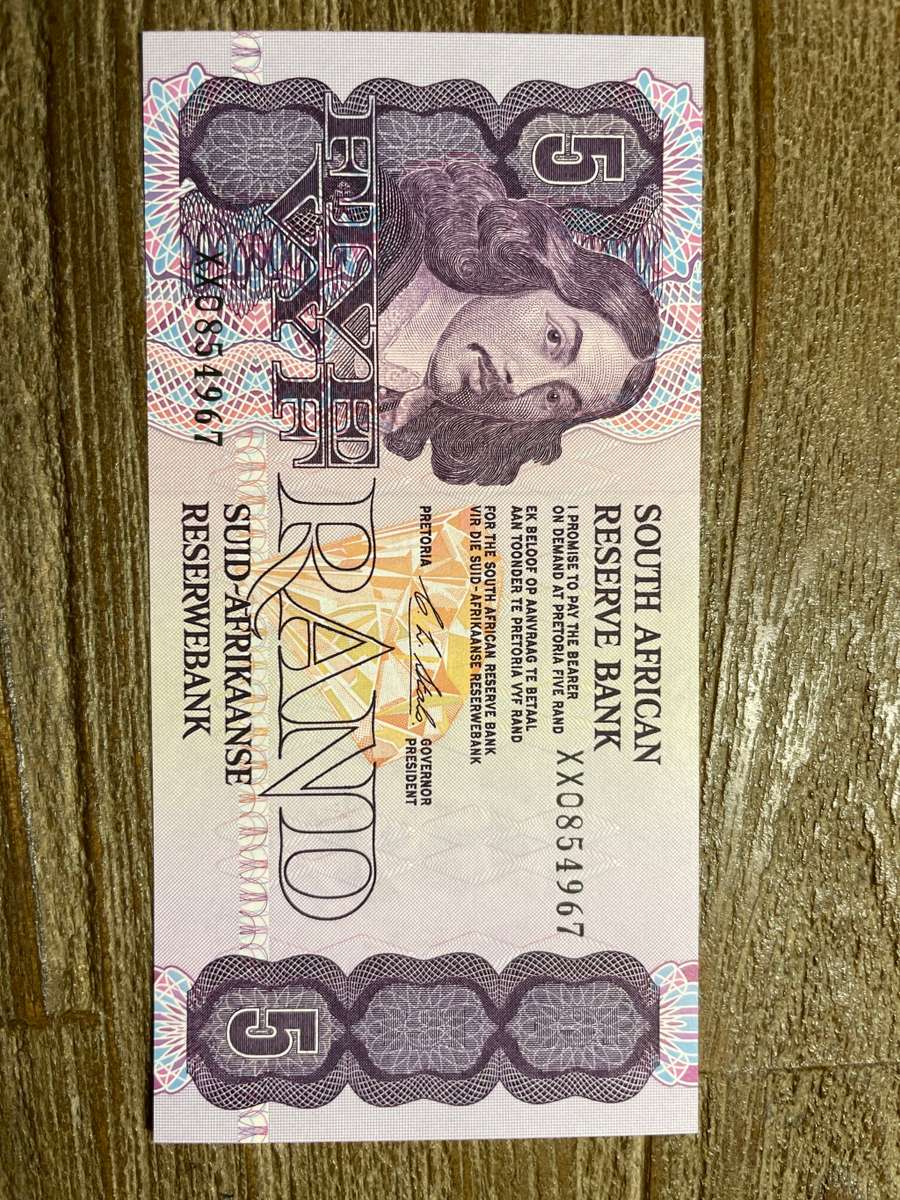 5
SOUTH AFRICAN
RESERVE BANK
I PROMISE TO PAY THE BEARER
ON DEMAND AT PRETORIA FIVE RAND
EK BELOOF OP AANVRAAG TE BETAAL
AAN TOONDER TE PRETORIA VYF RAND
FOR THE SOUTH AFRICAN RESERVE BANK
VIR DIE SUID-AFRIKAANSE RESERWEBANK
PRETORIA
GOVERNOR
PRESIDENT
XX0854967
FIVE
VYF
RAND
XX0854967
SUID-AFRIKAANSE
RESERWEBANK
5